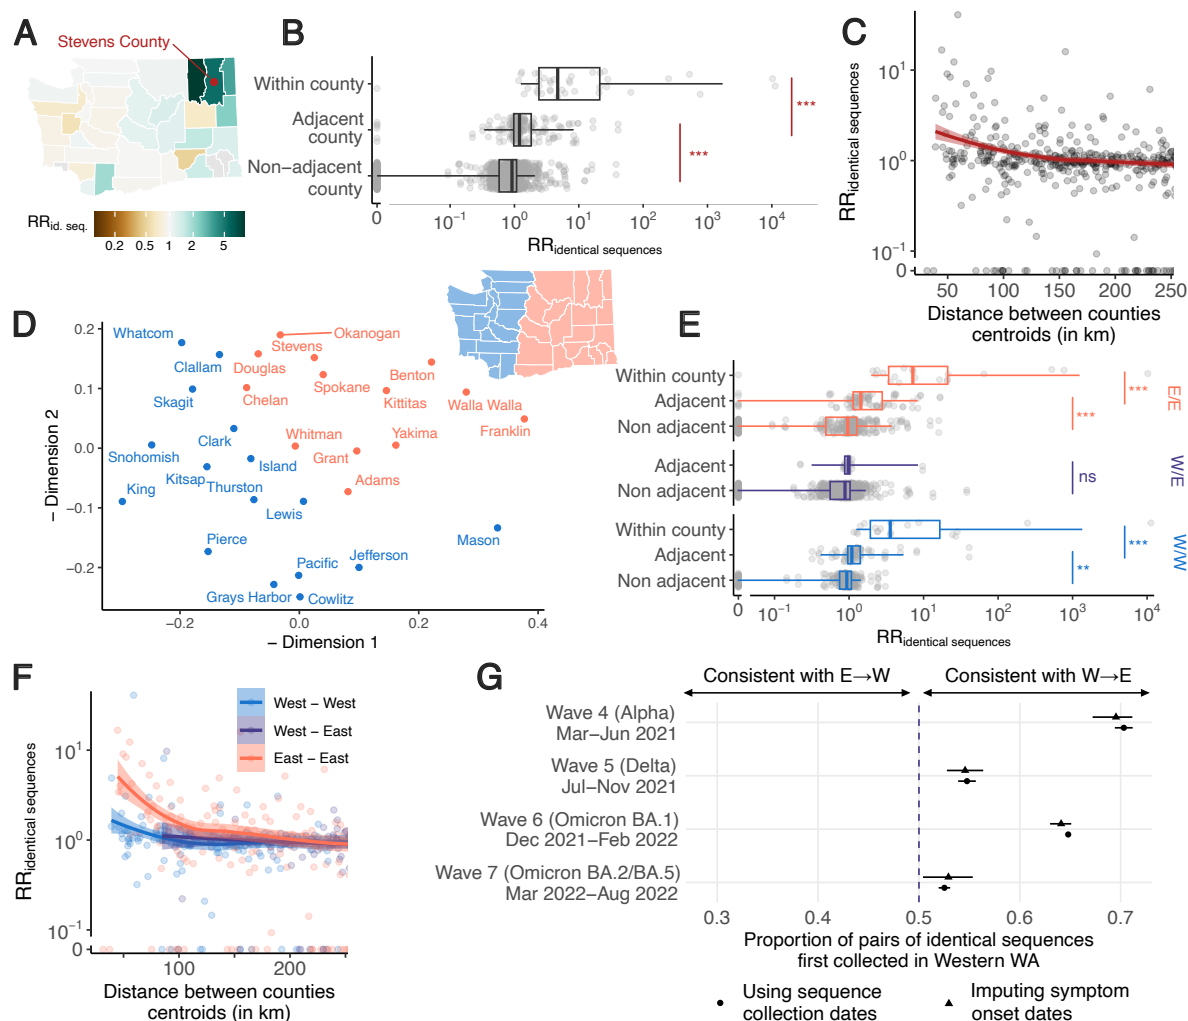 A
Stevens County
RRid. seq.
0.2 0.5 1 2 5
B
Within county
Adjacent
county
Non−adjacent
county
***
***
0 10−1 100 101 102 103 104
RRidentical sequences
C
RRidentical sequences
101
100
10−1
0
50 100 150 200 250
Distance between counties
centroids (in km)
D
− Dimension 2
0.2
0.1
0.0
−0.1
−0.2
Whatcom
Okanogan
Stevens
Clallam
Douglas
Benton
Spokane
Skagit
Chelan
Kittitas
Walla Walla
Franklin
Clark
Whitman
Yakima
Snohomish
Grant
Island
Kitsap
Thurston
Adams
King
Lewis
Pierce
Mason
Pacific
Jefferson
Grays Harbor
Cowlitz
−0.2 0.0 0.2 0.4
− Dimension 1
E
Within county
Adjacent
Non adjacent
***
***
E/E
Adjacent
Non adjacent
ns
W/E
Within county
Adjacent
Non adjacent
***
**
W/W
0 10−1 100 101 102 103 104
RRidentical sequences
F
West − West
West − East
East − East
RRidentical sequences
101
100
10−1
0
100 200
Distance between counties
centroids (in km)
G
Consistent with E→W
Consistent with W→E
Wave 4 (Alpha)
Mar−Jun 2021
Wave 5 (Delta)
Jul−Nov 2021
Wave 6 (Omicron BA.1)
Dec 2021−Feb 2022
Wave 7 (Omicron BA.2/BA.5)
Mar 2022−Aug 2022
0.3 0.4 0.5 0.6 0.7
Proportion of pairs of identical sequences
first collected in Western WA
Using sequence
collection dates
Imputing symptom
onset dates